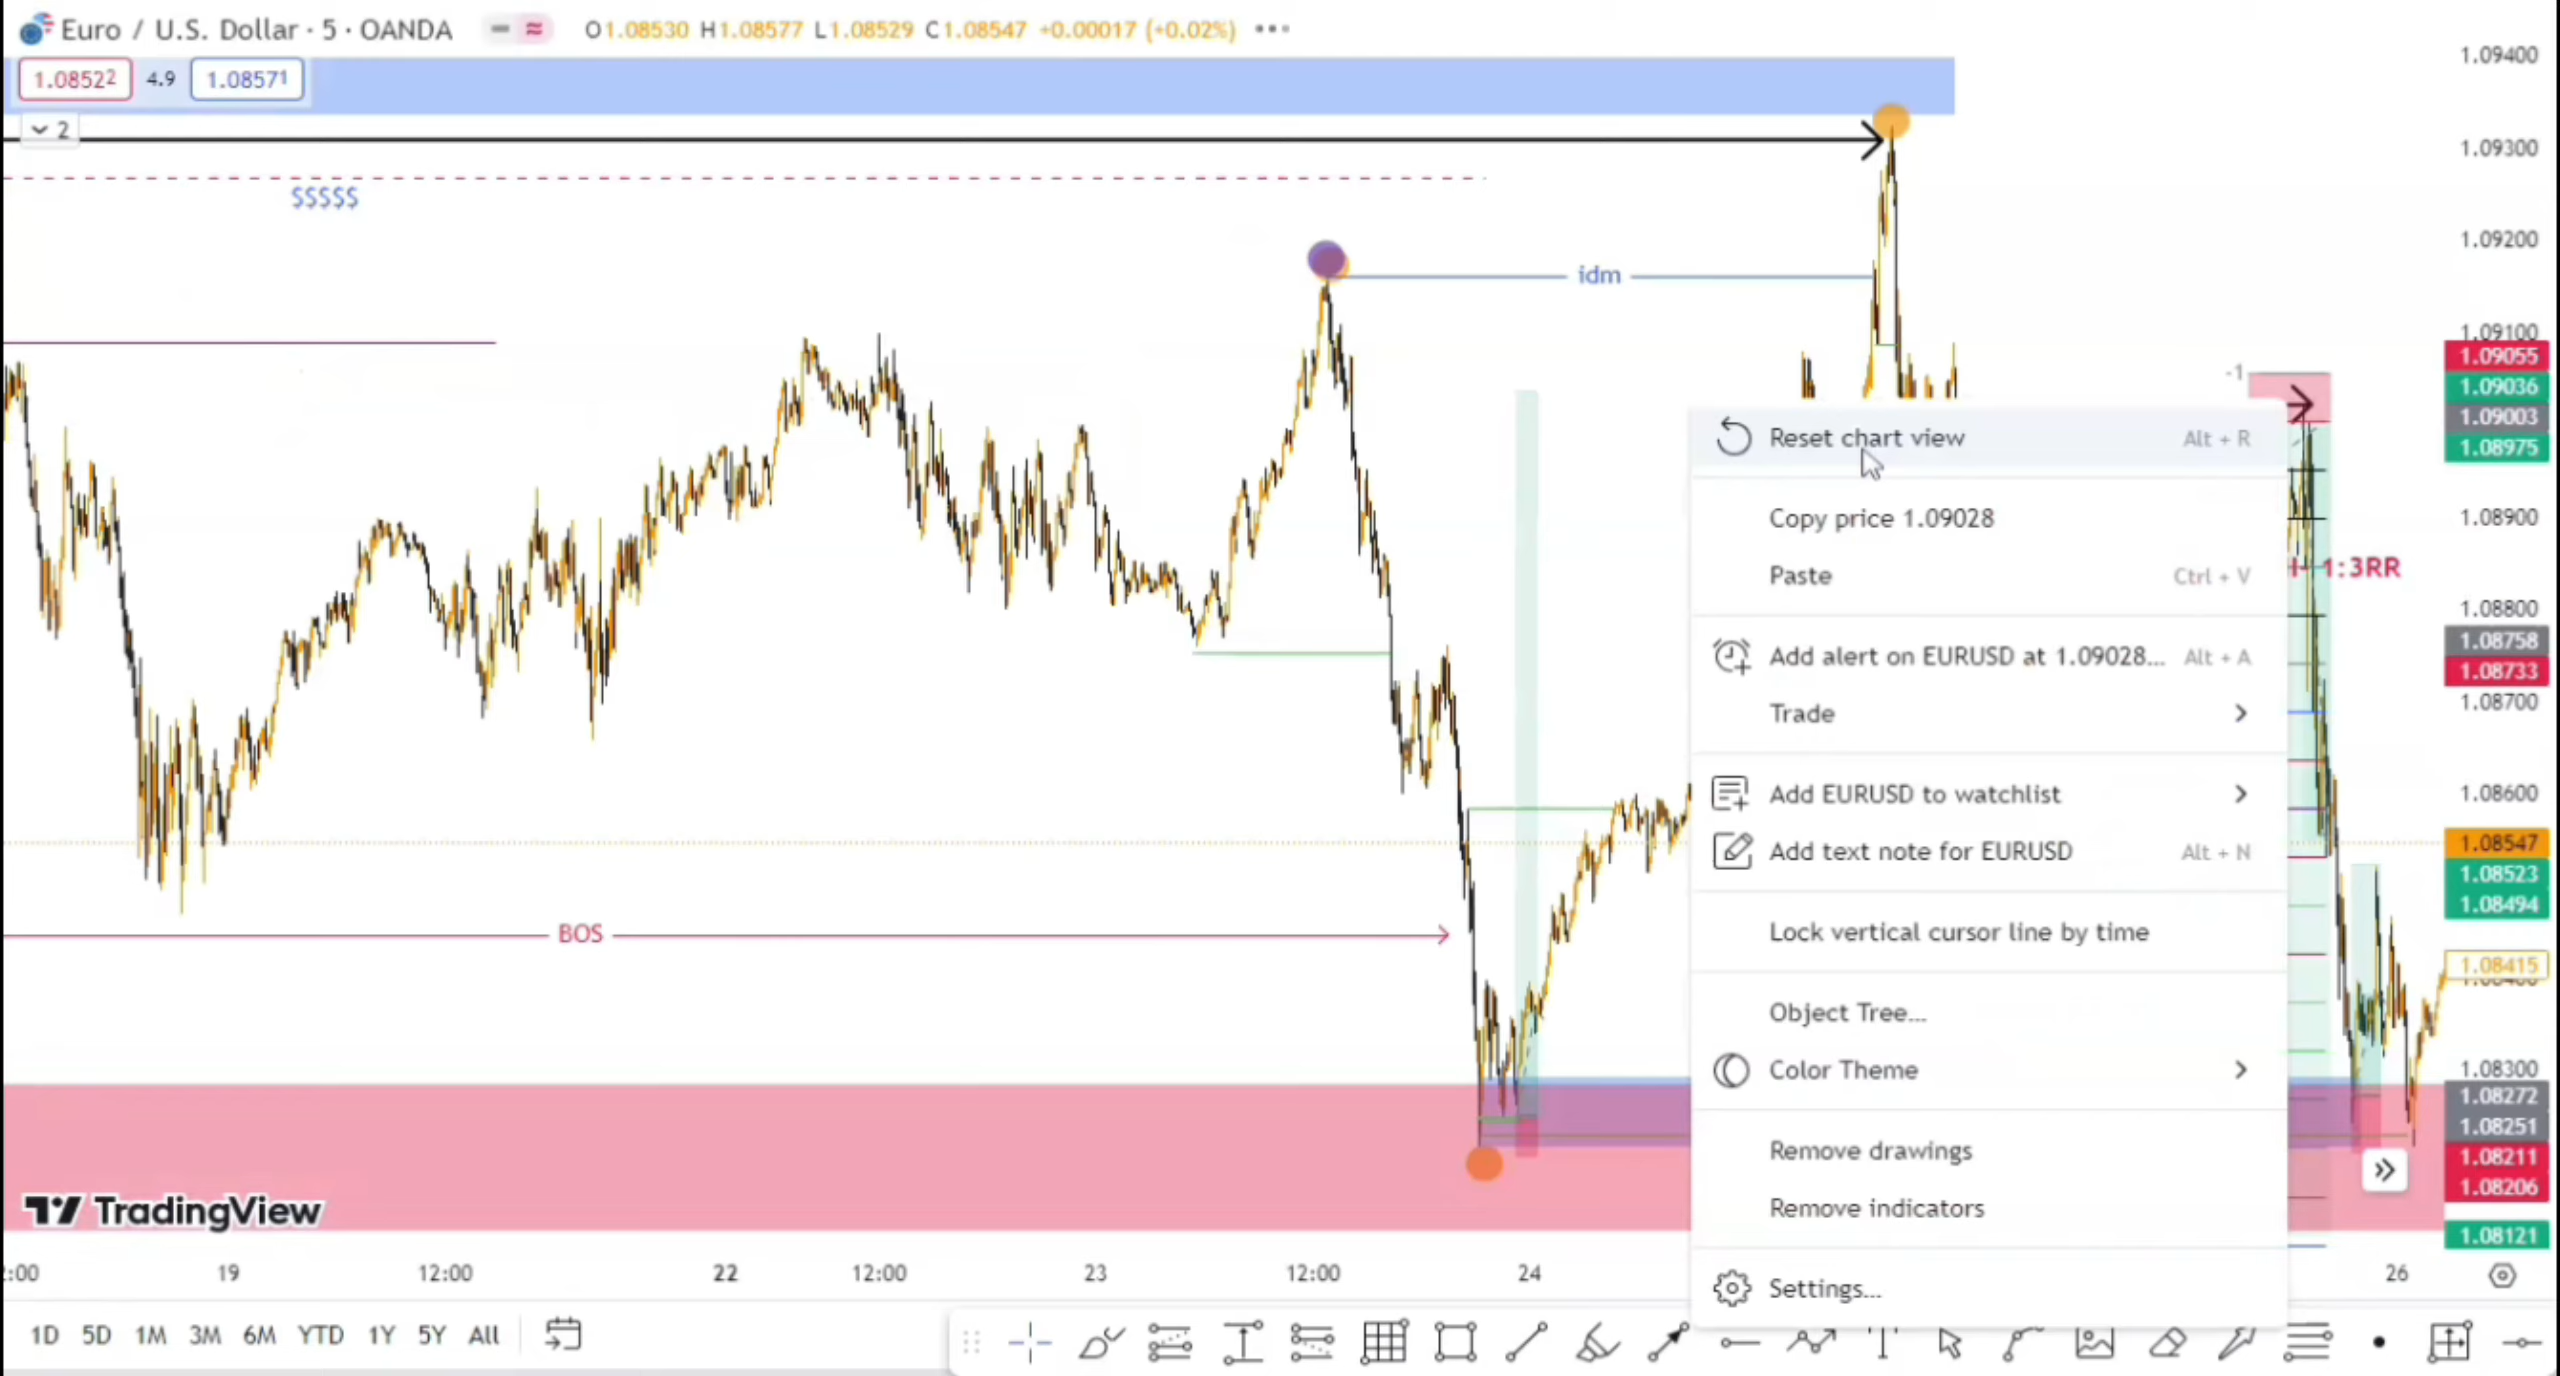 Euro / U.S. Dollar · 5 · OANDA O1.08530 H1.08577 L1.08529 C1.08547 +0.00017 (+0.02%)
1.08522 4.9 1.08571
2
$$$$$
idm
BOS
-1
1:3RR
Reset chart view Alt + R
Copy price 1.09028
Paste Ctrl + V
Add alert on EURUSD at 1.09028... Alt + A
Trade
Add EURUSD to watchlist
Add text note for EURUSD Alt + N
Lock vertical cursor line by time
Object Tree...
Color Theme
Remove drawings
Remove indicators
Settings...
1.09400
1.09300
1.09200
1.09100
1.09055
1.09036
1.09003
1.08975
1.08900
1.08800
1.08758
1.08733
1.08700
1.08600
1.08547
1.08523
1.08494
1.08415
1.08300
1.08272
1.08251
1.08211
1.08206
1.08121
TradingView
:00 19 12:00 22 12:00 23 12:00 24 26
1D 5D 1M 3M 6M YTD 1Y 5Y All